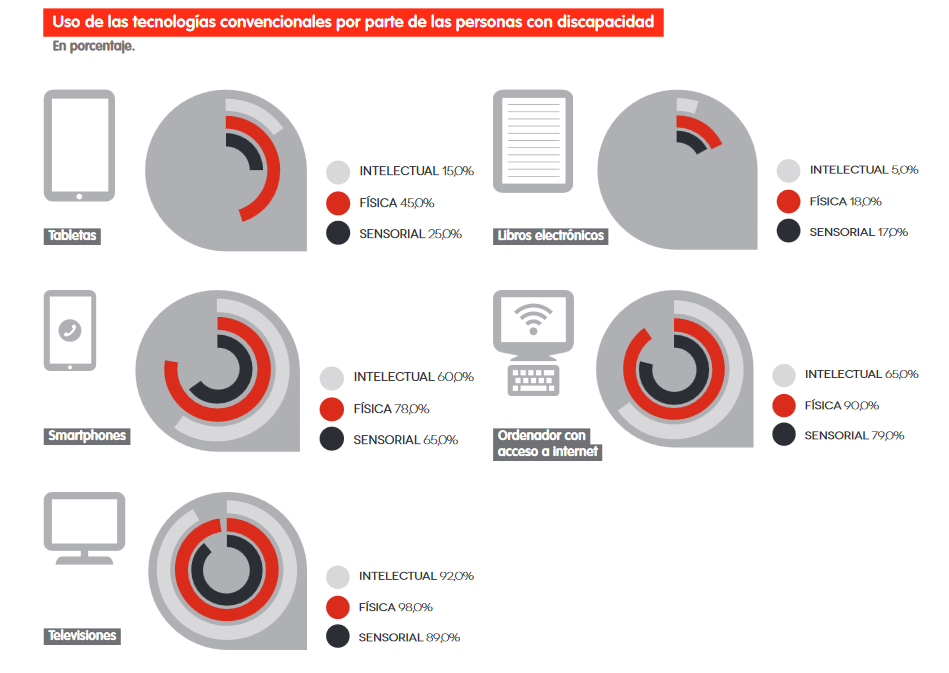 Uso de las tecnologías convencionales por parte de las personas con discapacidad
En porcentaje.
INTELECTUAL 15,0%
FÍSICA 45,0%
SENSORIAL 25,0%
Tabletas
INTELECTUAL 5,0%
FÍSICA 18,0%
SENSORIAL 17,0%
Libros electrónicos
INTELECTUAL 60,0%
FÍSICA 78,0%
SENSORIAL 65,0%
Smartphones
INTELECTUAL 65,0%
FÍSICA 90,0%
SENSORIAL 79,0%
Ordenador con
acceso a internet
INTELECTUAL 92,0%
FÍSICA 98,0%
SENSORIAL 89,0%
Televisiones